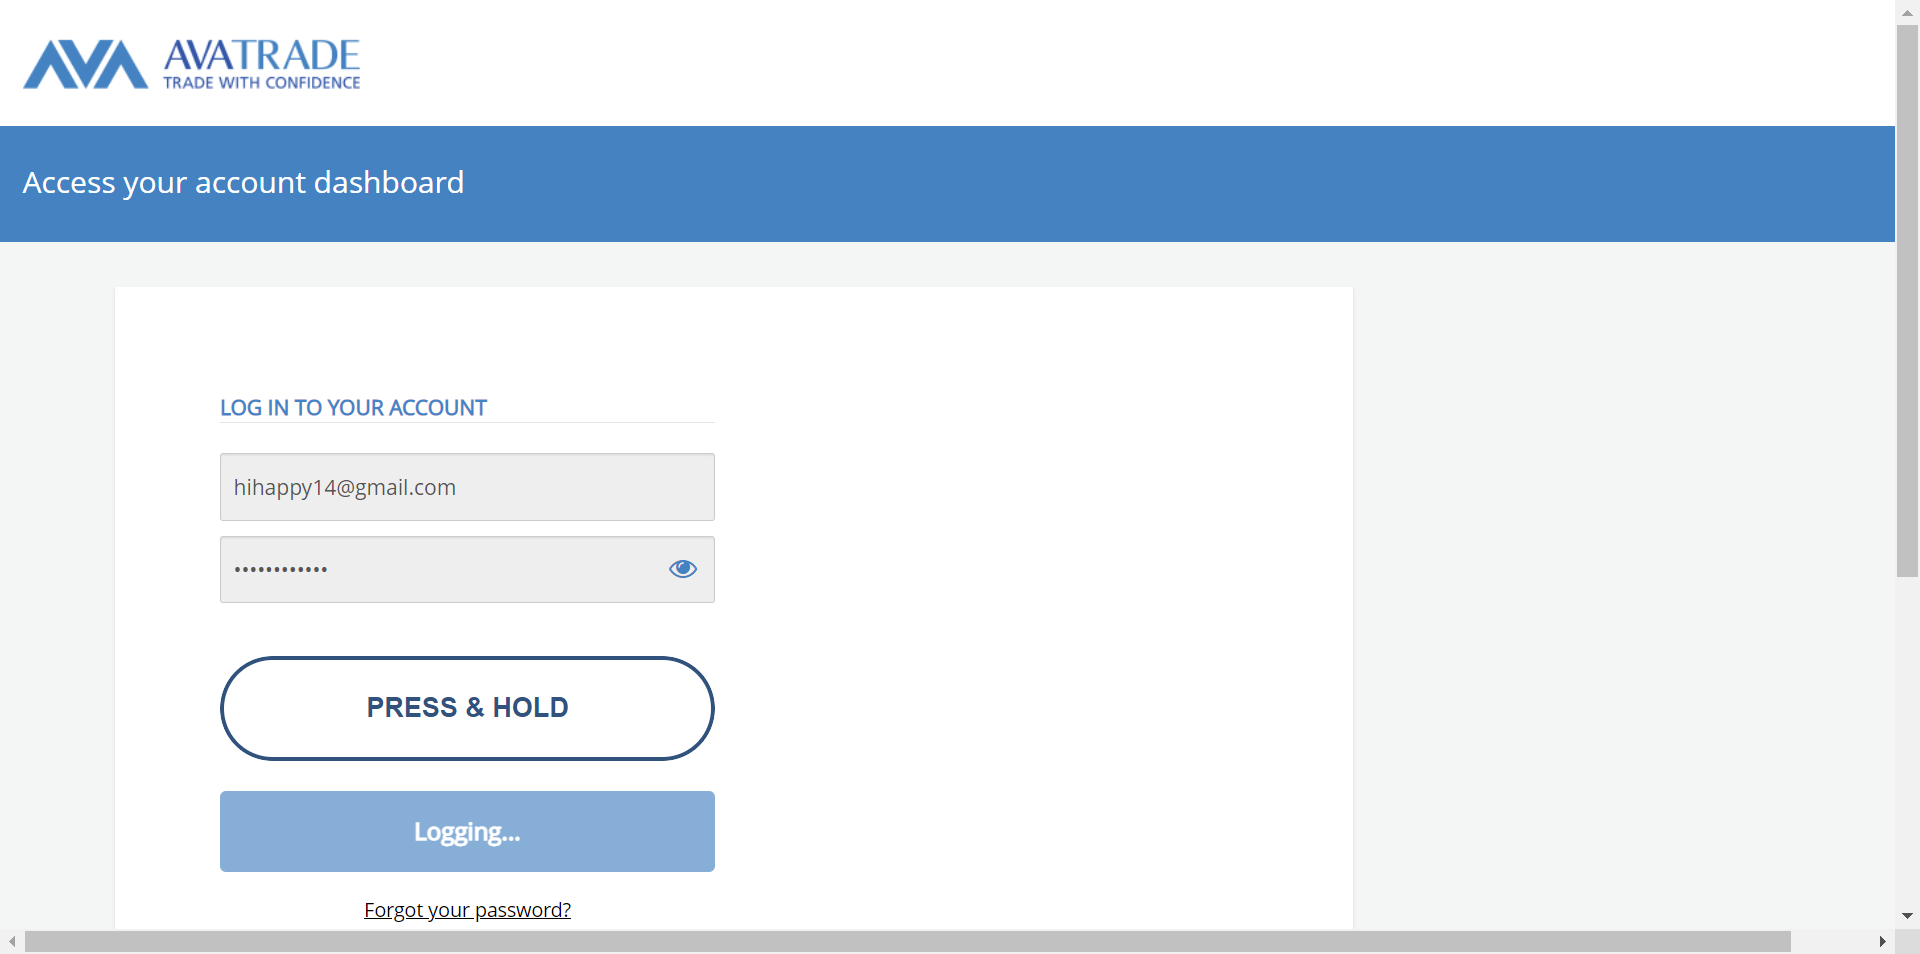 AVATRADE
TRADE WITH CONFIDENCE
Access your account dashboard
LOG IN TO YOUR ACCOUNT
hihappy14@gmail.com
••••••••••••
PRESS & HOLD
Logging...
Forgot your password?